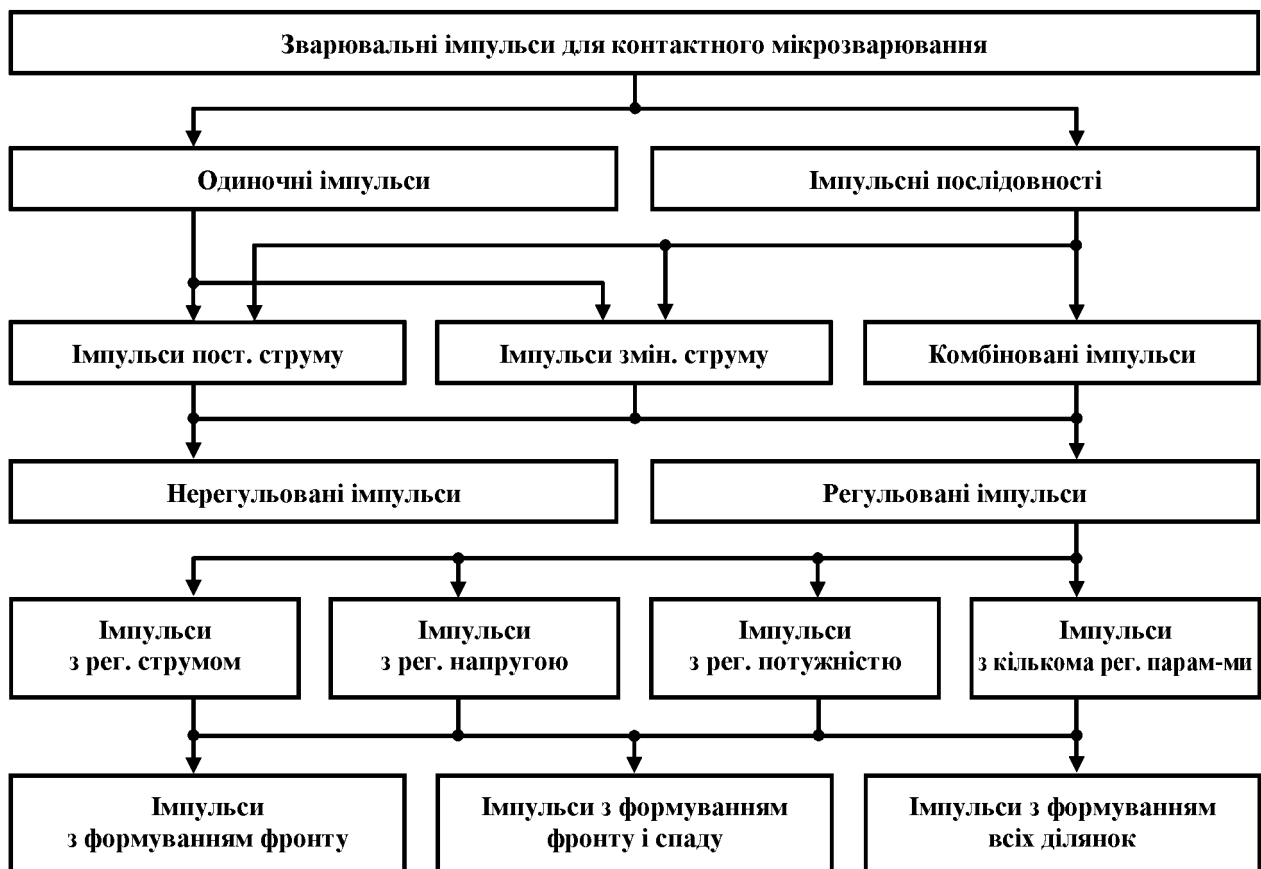 Зварювальні імпульси для контактного мікрозварювання
Одиночні імпульси
Імпульсні послідовності
Імпульси пост. струму
Імпульси змін. струму
Комбіновані імпульси
Нерегульовані імпульси
Регульовані імпульси
Імпульси
з рег. струмом
Імпульси
з рег. напругою
Імпульси
з рег. потужністю
Імпульси
з кількома рег. парам-ми
Імпульси
з формуванням фронту
Імпульси з формуванням
фронту і спаду
Імпульси з формуванням
всіх ділянок